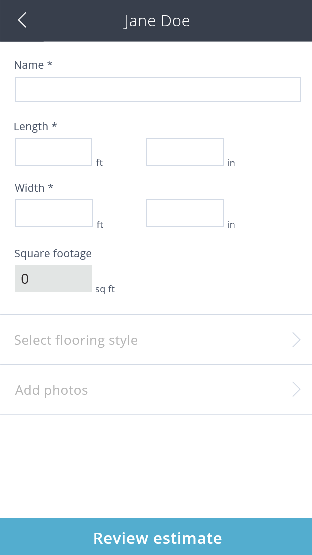 Jane Doe
Name *
Length *
ft in
Width *
ft in
Square footage
0 sq ft
Select flooring style
Add photos
Review estimate